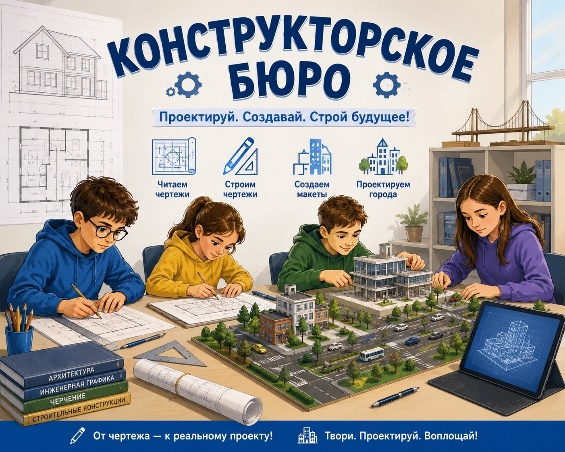 КОНСТРУКТОРСКОЕ
БЮРО
Проектируй. Создавай. Строй будущее!
Читаем
чертежи
Строим
чертежи
Создаем
макеты
Проектируем
города
АРХИТЕКТУРА
ИНЖЕНЕРНАЯ ГРАФИКА
ЧЕРЧЕНИЕ
СТРОИТЕЛЬНЫЕ КОНСТРУКЦИИ
От чертежа — к реальному проекту!
Твори. Проектируй. Воплощай!